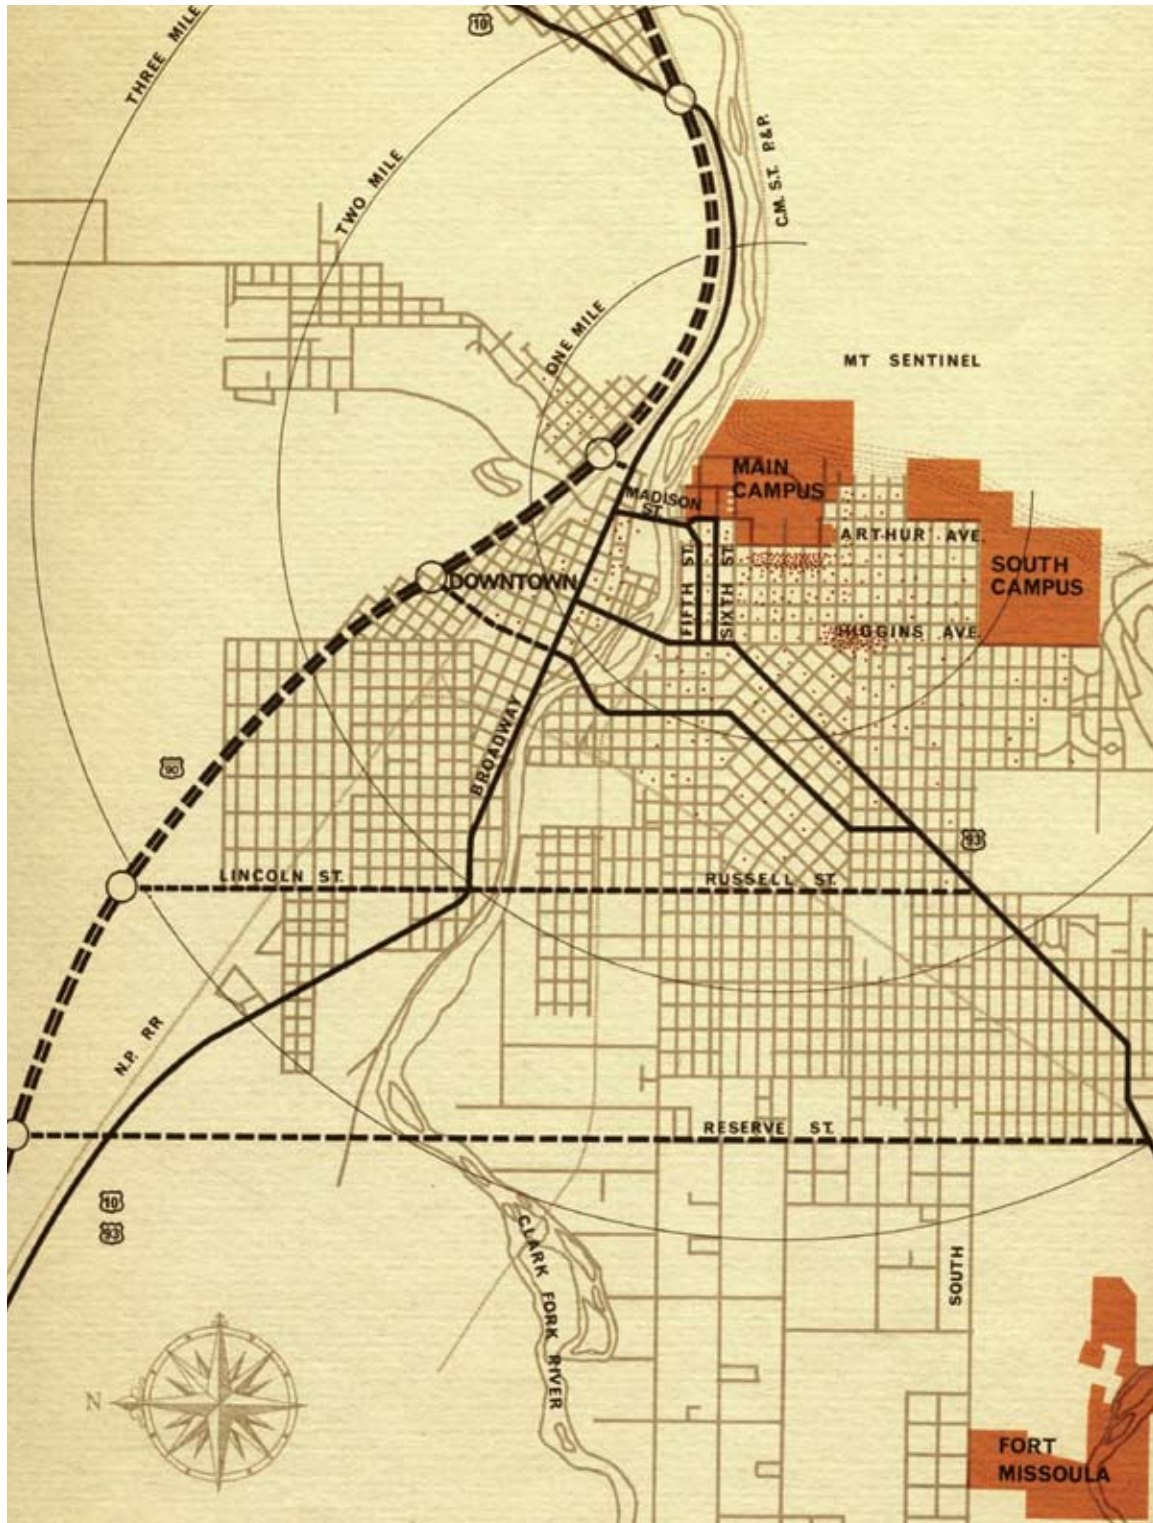 10
THREE MILE
TWO MILE
C.M. S.T. P.& P.
ONE MILE
MT SENTINEL
MAIN
CAMPUS
MADISON
ST.
ARTHUR AVE.
DOWNTOWN
FIFTH ST.
SIXTH ST.
SOUTH
CAMPUS
HIGGINS AVE.
BROADWAY
90
93
LINCOLN ST.
RUSSELL ST.
N.P. RR
RESERVE ST.
10
93
CLARK FORK RIVER
SOUTH
N
FORT
MISSOULA